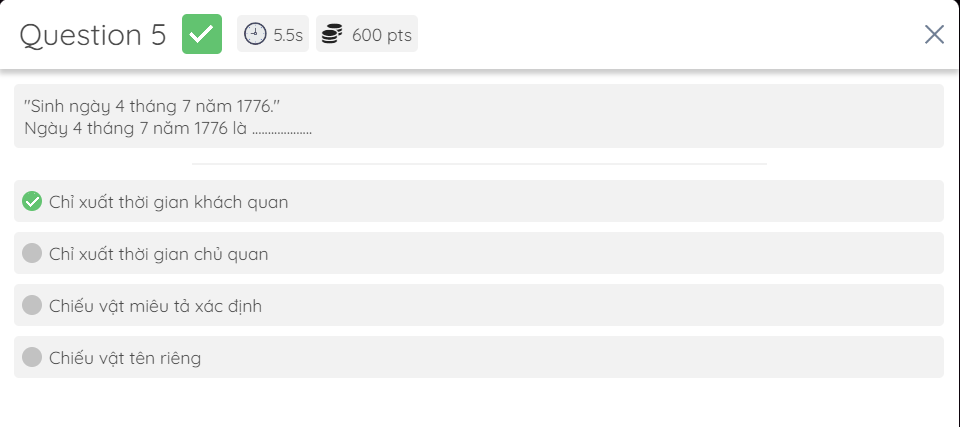 Question 5
5.5s
600 pts
"Sinh ngày 4 tháng 7 năm 1776."
Ngày 4 tháng 7 năm 1776 là ...................
Chỉ xuất thời gian khách quan
Chỉ xuất thời gian chủ quan
Chiếu vật miêu tả xác định
Chiếu vật tên riêng